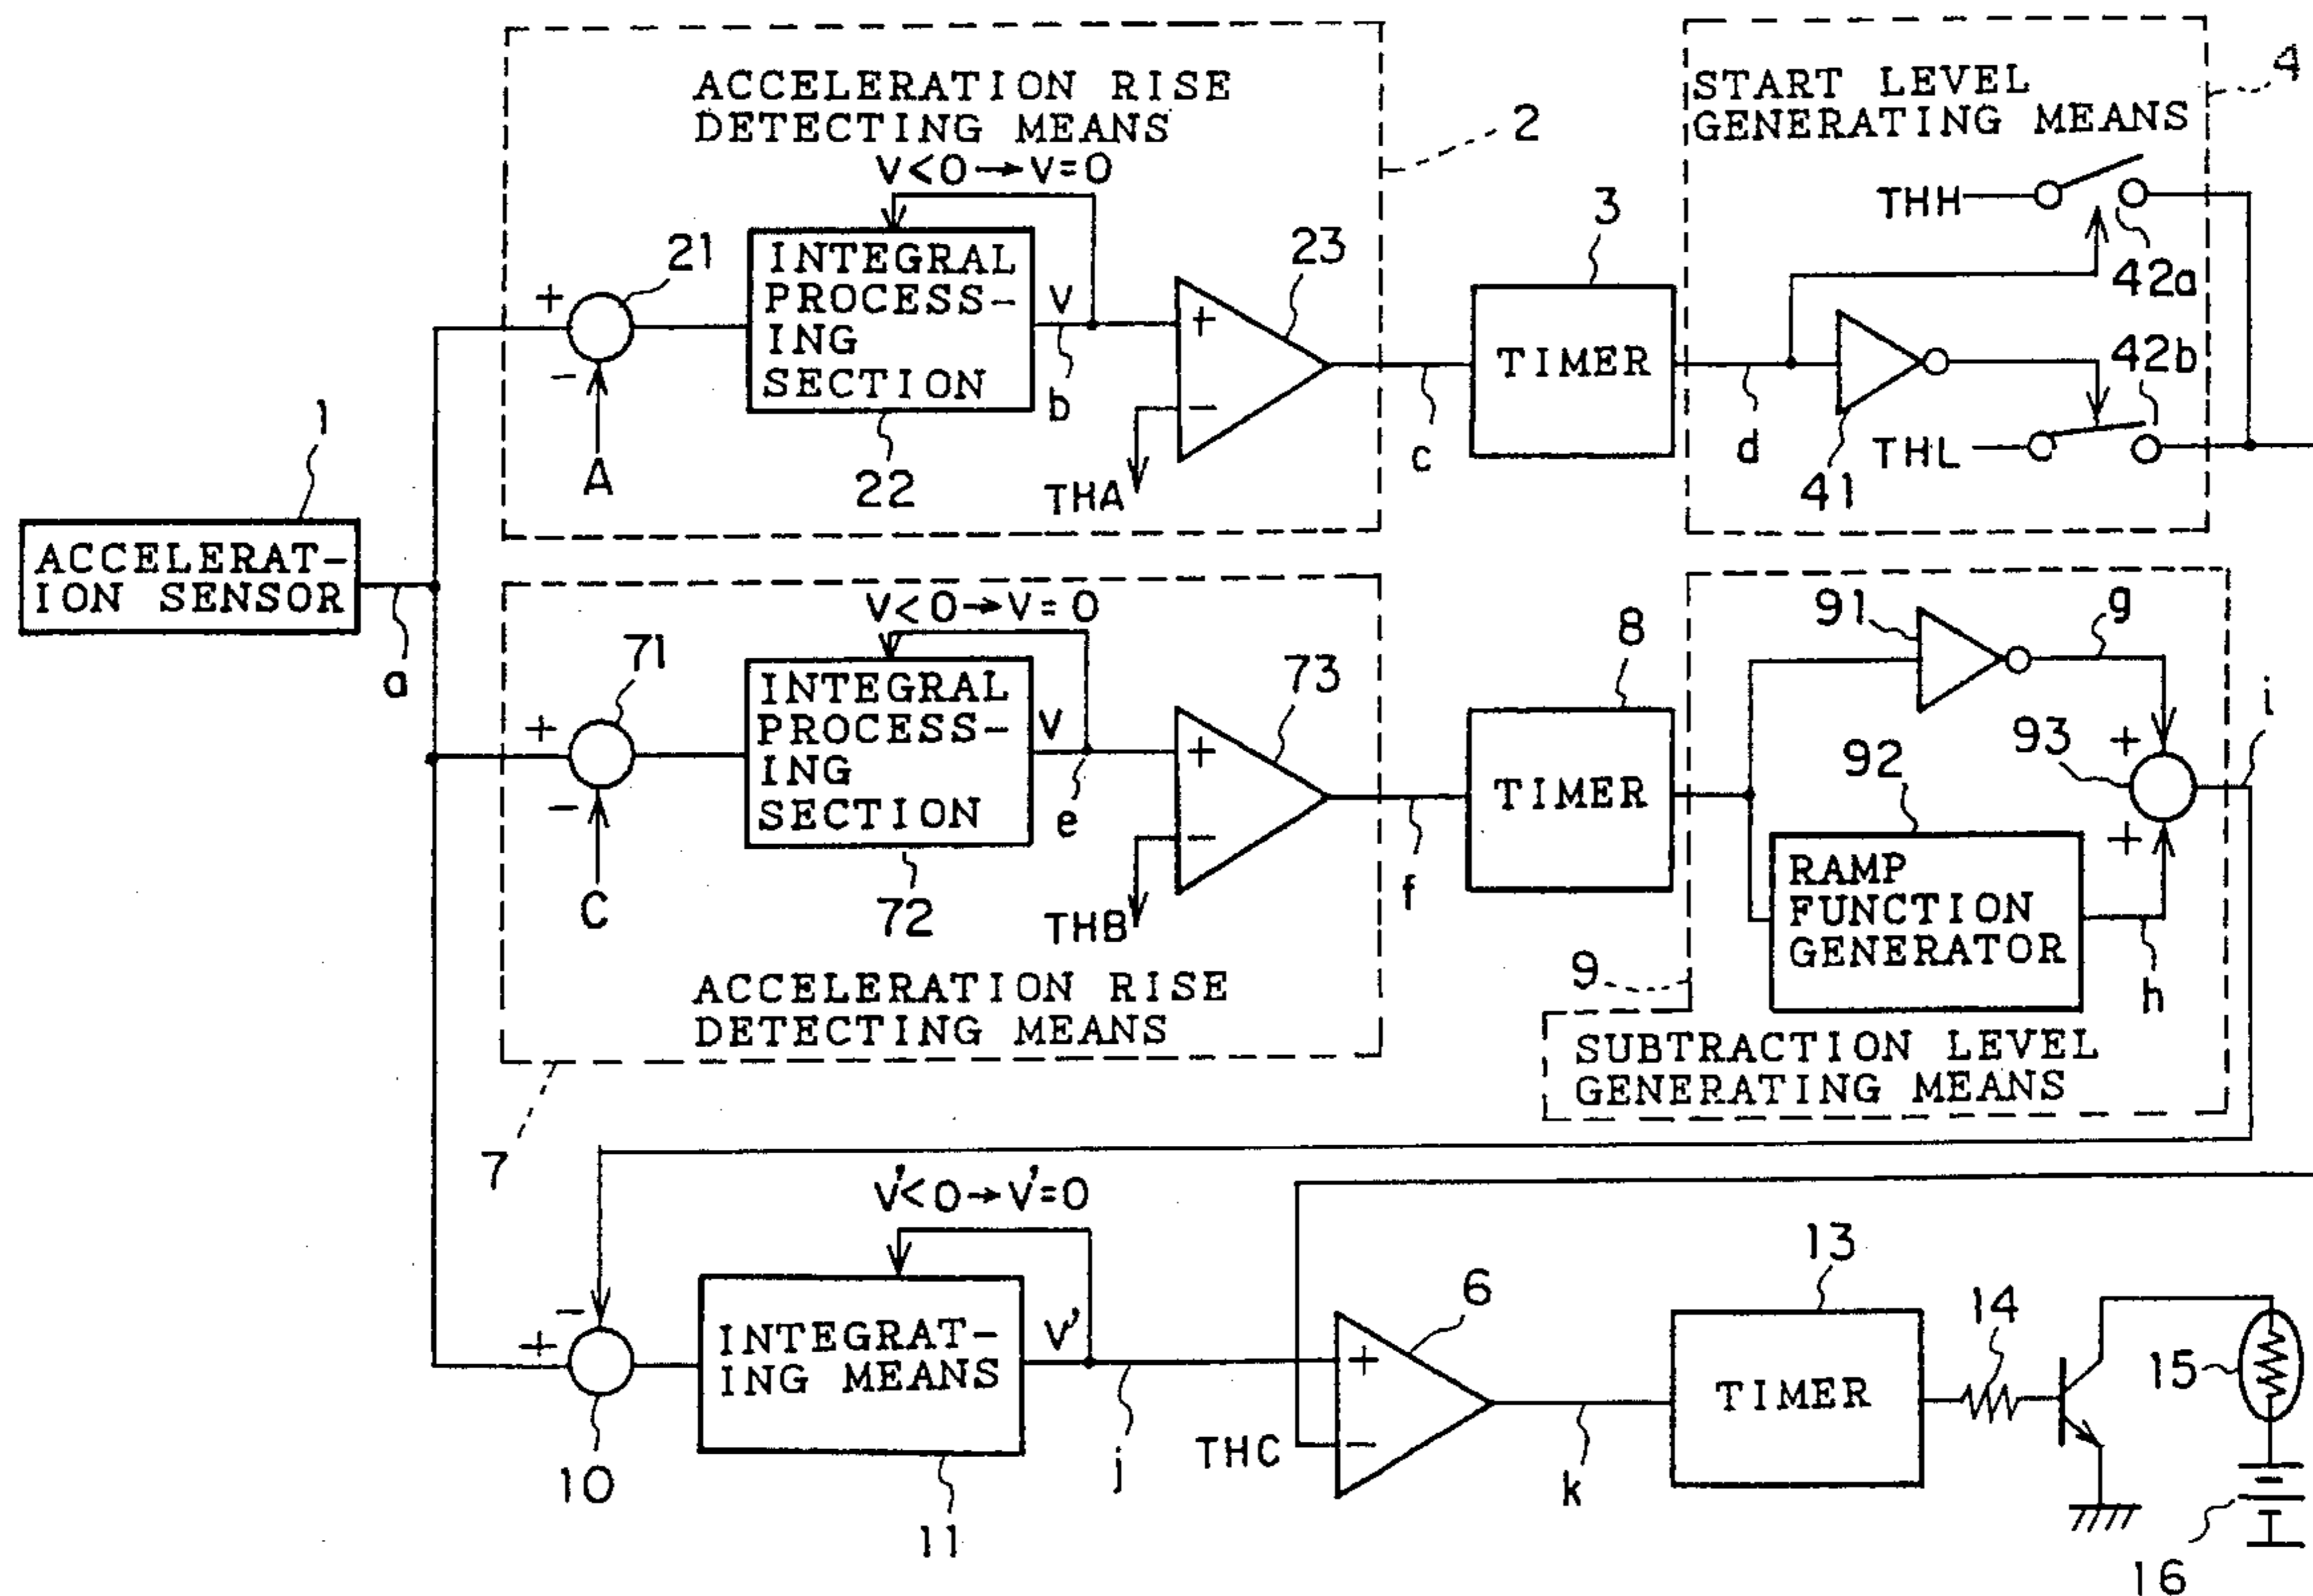 ACCELERATION RISE
DETECTING MEANS
V<0→V=0
2
START LEVEL
GENERATING MEANS
4
THH
42a
21
+
-
A
INTEGRAL
PROCESS-
ING
SECTION
22
V
b
23
+
-
THA
c
3
TIMER
d
41
42b
THL
1
ACCELERAT-
ION SENSOR
a
V<0→V=0
71
+
-
C
INTEGRAL
PROCESS-
ING
SECTION
72
V
e
73
+
-
THB
f
8
TIMER
91
g
i
93
+
+
92
RAMP
FUNCTION
GENERATOR
h
9
ACCELERATION RISE
DETECTING MEANS
7
SUBTRACTION LEVEL
GENERATING MEANS
V'<0→V'=0
-
+
10
INTEGRAT-
ING MEANS
11
V'
j
THC
6
+
-
k
13
TIMER
14
15
16